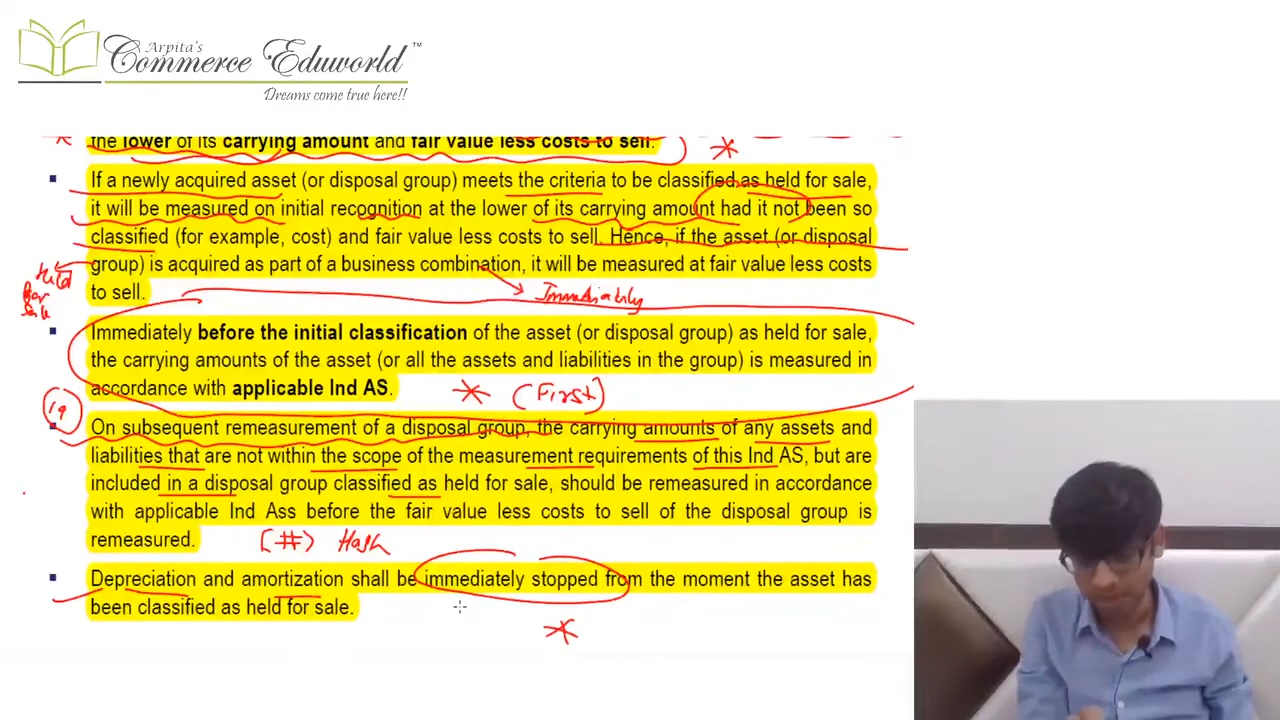 Arpita's
Commerce Eduworld™
Dreams come true here!!
the lower of its carrying amount and fair value less costs to sell.
If a newly acquired asset (or disposal group) meets the criteria to be classified as held for sale,
it will be measured on initial recognition at the lower of its carrying amount had it not been so
classified (for example, cost) and fair value less costs to sell. Hence, if the asset (or disposal
group) is acquired as part of a business combination, it will be measured at fair value less costs
to sell.
Held
for
Sale
Immediately
Immediately before the initial classification of the asset (or disposal group) as held for sale,
the carrying amounts of the asset (or all the assets and liabilities in the group) is measured in
accordance with applicable Ind AS.
(First)
19
On subsequent remeasurement of a disposal group, the carrying amounts of any assets and
liabilities that are not within the scope of the measurement requirements of this Ind AS, but are
included in a disposal group classified as held for sale, should be remeasured in accordance
with applicable Ind Ass before the fair value less costs to sell of the disposal group is
remeasured.
(#) Hash
Depreciation and amortization shall be immediately stopped from the moment the asset has
been classified as held for sale.